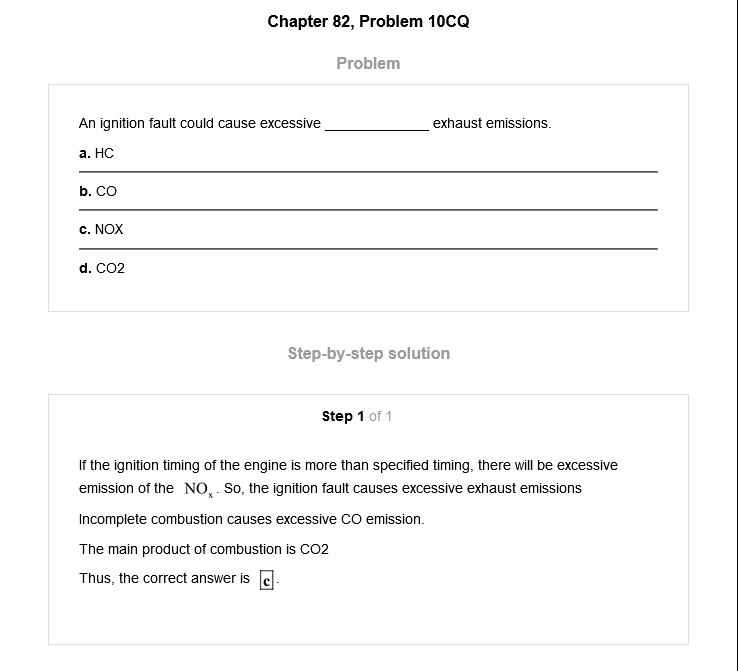 Chapter 82, Problem 10CQ
Problem
An ignition fault could cause excessive _____________ exhaust emissions.
a. HC
b. CO
c. NOX
d. CO2
Step-by-step solution
Step 1 of 1
If the ignition timing of the engine is more than specified timing, there will be excessive
emission of the NOx . So, the ignition fault causes excessive exhaust emissions
Incomplete combustion causes excessive CO emission.
The main product of combustion is CO2
Thus, the correct answer is c .